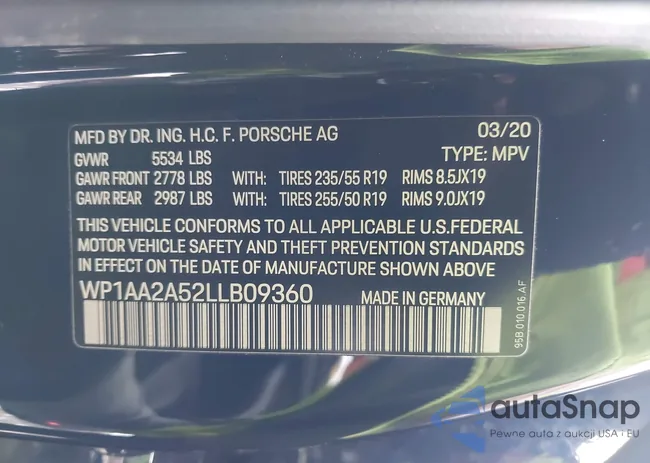 MFD BY DR. ING. H.C. F. PORSCHE AG 03/20
GVWR 5534 LBS TYPE: MPV
GAWR FRONT 2778 LBS WITH: TIRES 235/55 R19 RIMS 8.5JX19
GAWR REAR 2987 LBS WITH: TIRES 255/50 R19 RIMS 9.0JX19
THIS VEHICLE CONFORMS TO ALL APPLICABLE U.S.FEDERAL
MOTOR VEHICLE SAFETY AND THEFT PREVENTION STANDARDS
IN EFFECT ON THE DATE OF MANUFACTURE SHOWN ABOVE
WP1AA2A52LLB09360 MADE IN GERMANY
95B.010.016.AF
autaSnap
Pewne auta z aukcji USA i EU